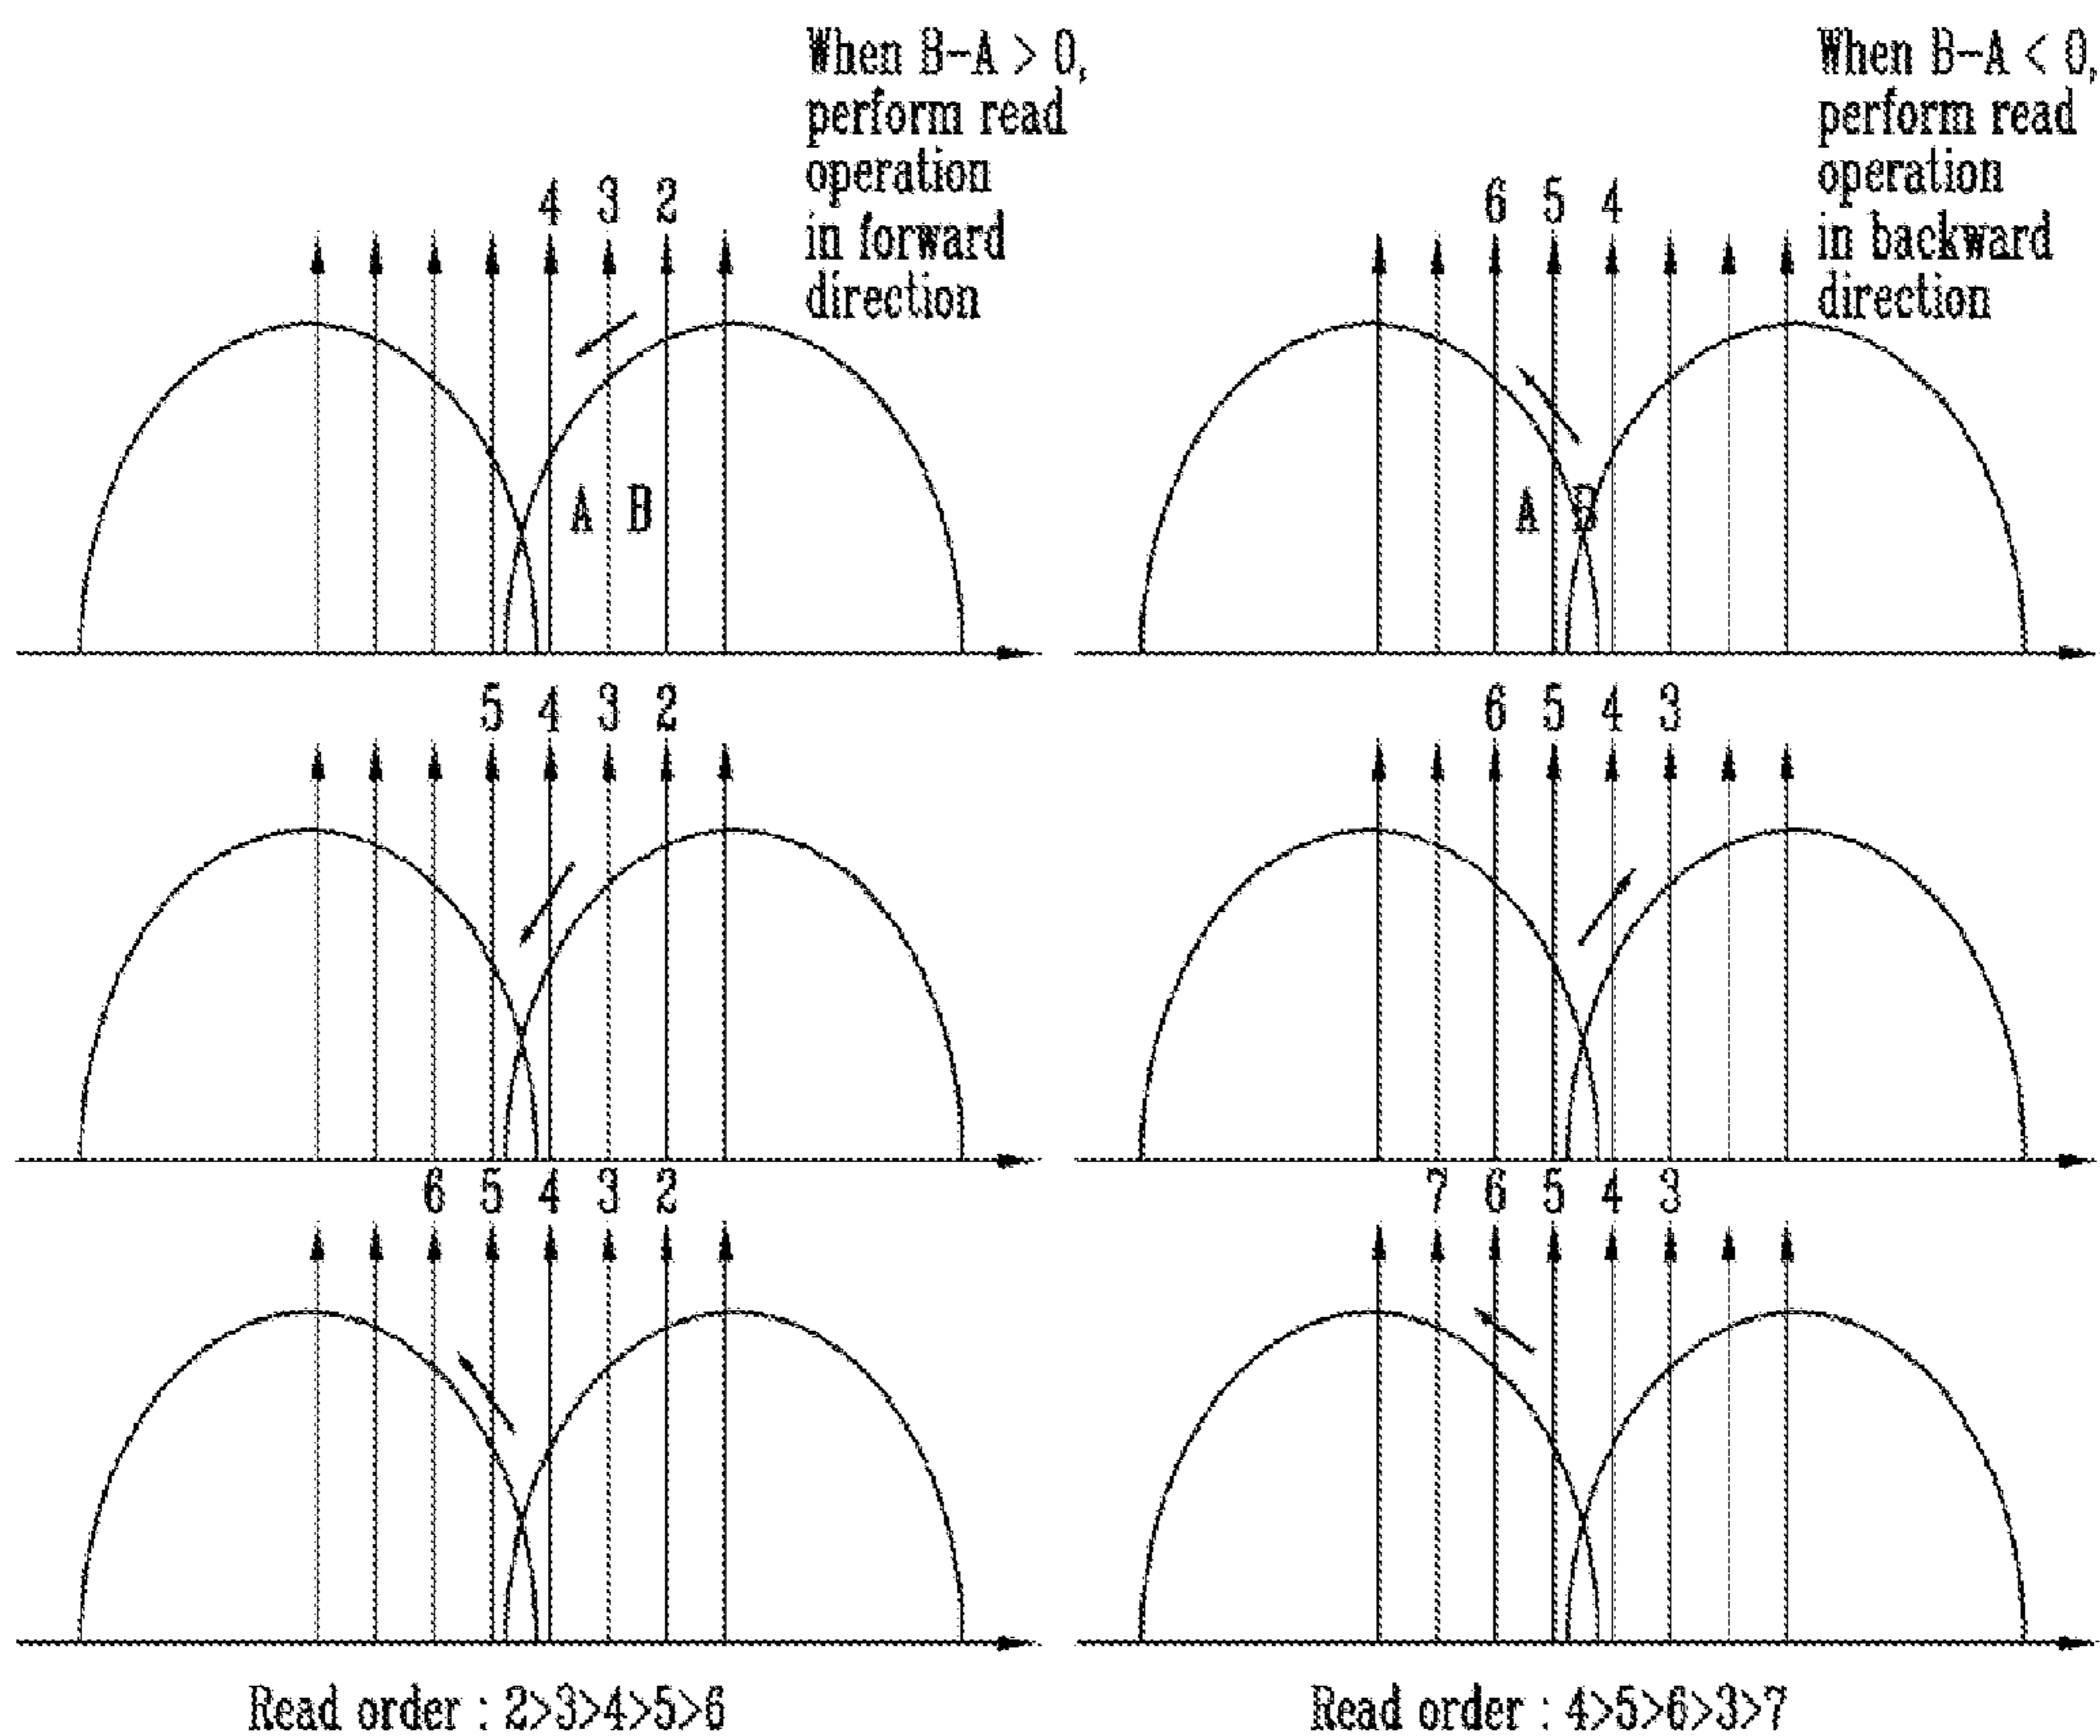 When B-A > 0,
perform read
operation
in forward
direction
4 3 2
A B
When B-A < 0,
perform read
operation
in backward
direction
6 5 4
A B
5 4 3 2
6 5 4 3
6 5 4 3 2
7 6 5 4 3
Read order : 2>3>4>5>6
Read order : 4>5>6>3>7